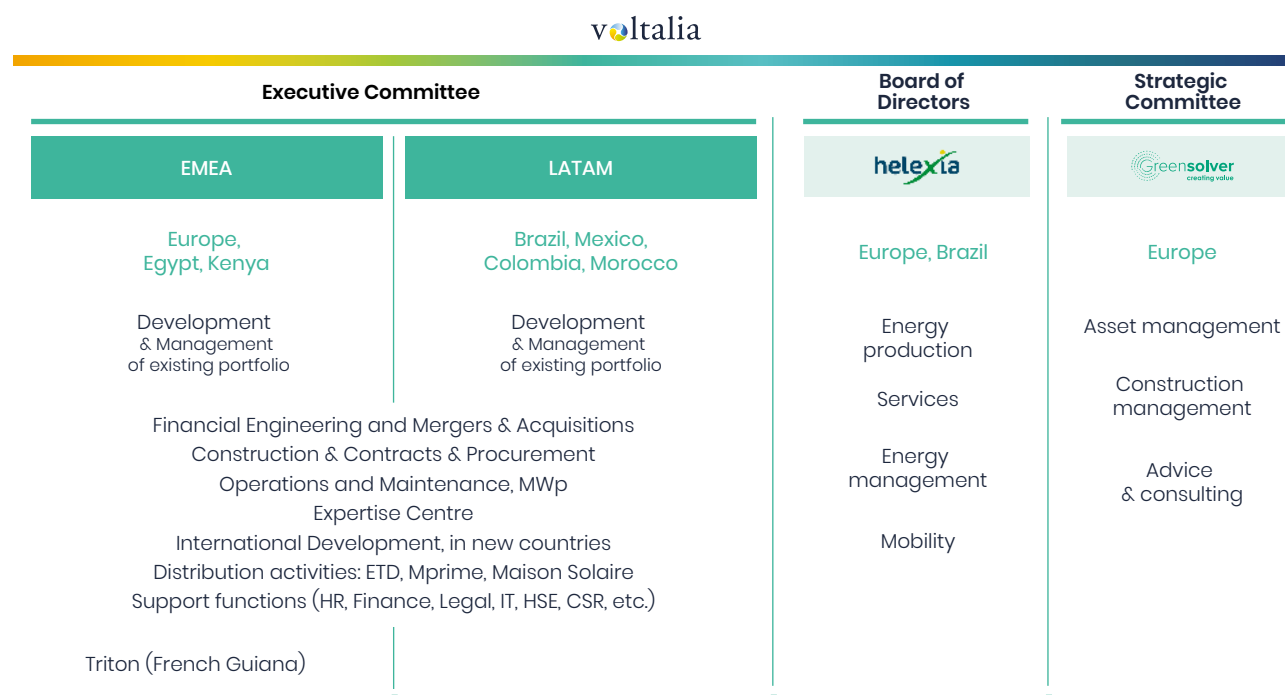 voltalia
Executive Committee
Board of
Directors
Strategic
Committee
EMEA
LATAM
helexia
Greensolver
creating value
Europe,
Egypt, Kenya
Brazil, Mexico,
Colombia, Morocco
Europe, Brazil
Europe
Development
& Management
of existing portfolio
Development
& Management
of existing portfolio
Energy
production
Services
Energy
management
Mobility
Asset management
Construction
management
Advice
& consulting
Financial Engineering and Mergers & Acquisitions
Construction & Contracts & Procurement
Operations and Maintenance, MWp
Expertise Centre
International Development, in new countries
Distribution activities: ETD, Mprime, Maison Solaire
Support functions (HR, Finance, Legal, IT, HSE, CSR, etc.)
Triton (French Guiana)